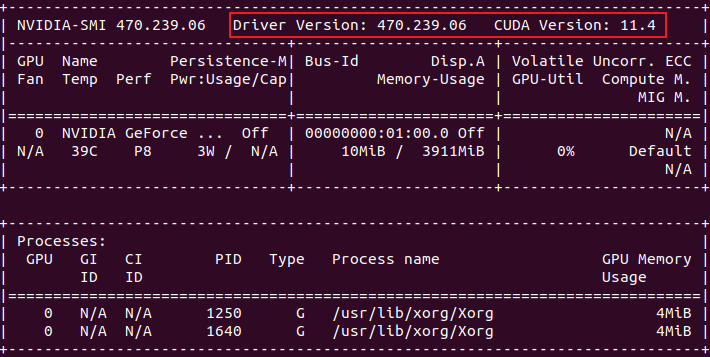 NVIDIA-SMI 470.239.06 Driver Version: 470.239.06 CUDA Version: 11.4
GPU Name Persistence-M| Bus-Id Disp.A | Volatile Uncorr. ECC
Fan Temp Perf Pwr:Usage/Cap| Memory-Usage | GPU-Util Compute M.
MIG M.
0 NVIDIA GeForce ... Off | 00000000:01:00.0 Off | N/A
N/A 39C P8 3W / N/A | 10MiB / 3911MiB | 0% Default
N/A
Processes:
GPU GI CI PID Type Process name GPU Memory
ID ID Usage
0 N/A N/A 1250 G /usr/lib/xorg/Xorg 4MiB
0 N/A N/A 1640 G /usr/lib/xorg/Xorg 4MiB